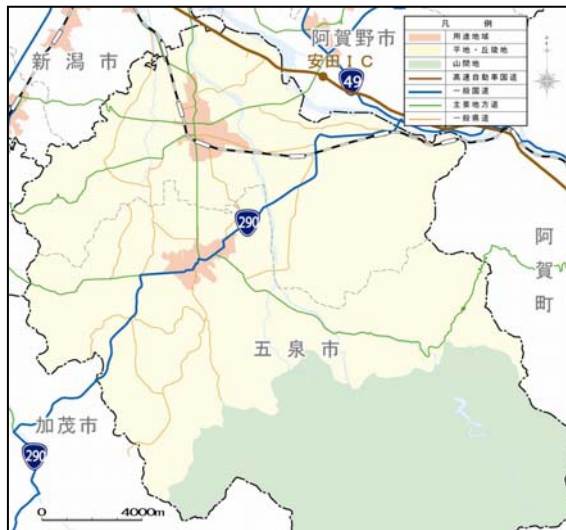 凡 例
用途地域
平地・丘陵地
山間地
高速自動車国道
一般国道
主要地方道
一般県道
新潟市
阿賀野市
安田IC
49
290
阿賀町
五泉市
加茂市
290
0 4000m